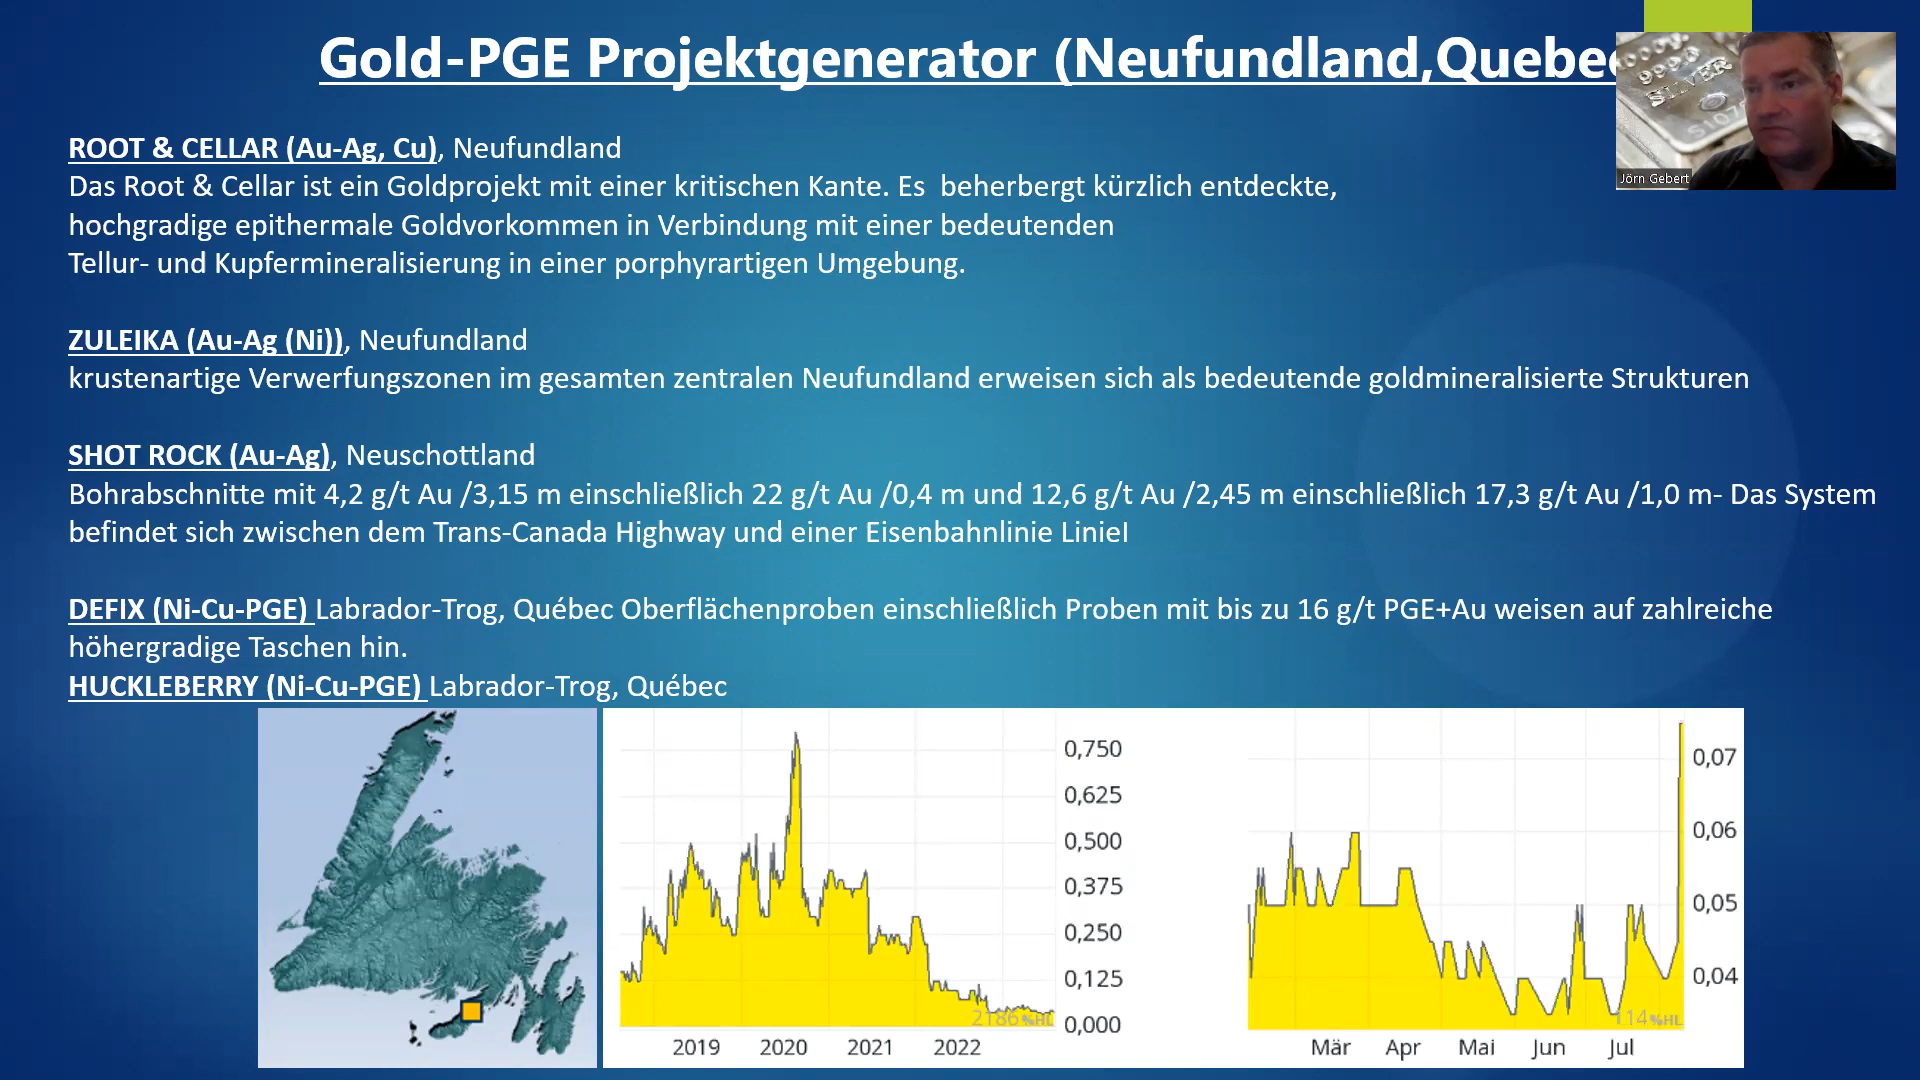 Gold-PGE Projektgenerator (Neufundland,Quebec
9999
SILVER
Jörn Gebert
ROOT & CELLAR (Au-Ag, Cu), Neufundland
Das Root & Cellar ist ein Goldprojekt mit einer kritischen Kante. Es  beherbergt kürzlich entdeckte,
hochgradige epithermale Goldvorkommen in Verbindung mit einer bedeutenden
Tellur- und Kupfermineralisierung in einer porphyrartigen Umgebung.
ZULEIKA (Au-Ag (Ni)), Neufundland
krustenartige Verwerfungszonen im gesamten zentralen Neufundland erweisen sich als bedeutende goldmineralisierte Strukturen
SHOT ROCK (Au-Ag), Neuschottland
Bohrabschnitte mit 4,2 g/t Au /3,15 m einschließlich 22 g/t Au /0,4 m und 12,6 g/t Au /2,45 m einschließlich 17,3 g/t Au /1,0 m- Das System
befindet sich zwischen dem Trans-Canada Highway und einer Eisenbahnlinie LinieI
DEFIX (Ni-Cu-PGE) Labrador-Trog, Québec Oberflächenproben einschließlich Proben mit bis zu 16 g/t PGE+Au weisen auf zahlreiche
höhergradige Taschen hin.
HUCKLEBERRY (Ni-Cu-PGE) Labrador-Trog, Québec
0,750
0,625
0,500
0,375
0,250
0,125
0,000
2186 %HL
2019 2020 2021 2022
0,07
0,06
0,05
0,04
114 %HL
Mär Apr Mai Jun Jul